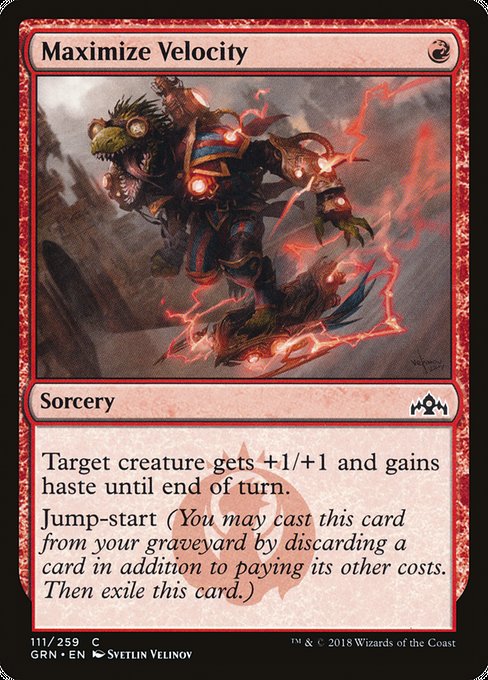 Maximize Velocity
Sorcery
Target creature gets +1/+1 and gains
haste until end of turn.
Jump-start (You may cast this card
from your graveyard by discarding a
card in addition to paying its other costs.
Then exile this card.)
111/259 C
GRN • EN Svetlin Velinov
™ & © 2018 Wizards of the Coast